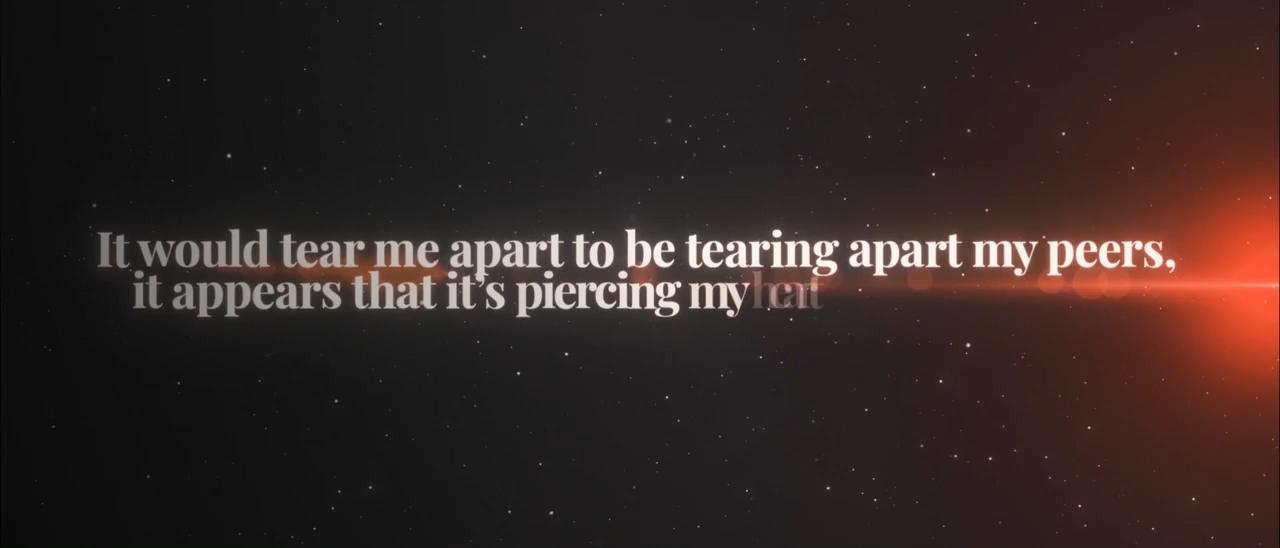 It would tear me apart to be tearing apart my peers,
it appears that it's piercing my